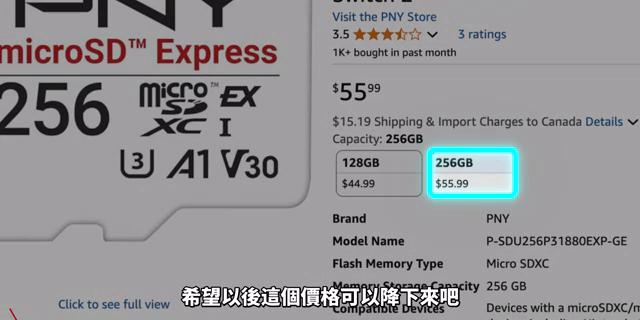 PNY
microSD™ Express
256
micro SD XC™ EX
I
U3 A1 V30
Click to see full view
Visit the PNY Store
3.5
3 ratings
1K+ bought in past month
$55.99
$15.19 Shipping & Import Charges to Canada Details
Capacity: 256GB
128GB
$44.99
256GB
$55.99
Brand PNY
Model Name P-SDU256P31880EXP-GE
Flash Memory Type Micro SDXC
Memory Storage Capacity 256 GB
Compatible Devices Devices with a microSDXC/m
希望以後這個價格可以降下來吧